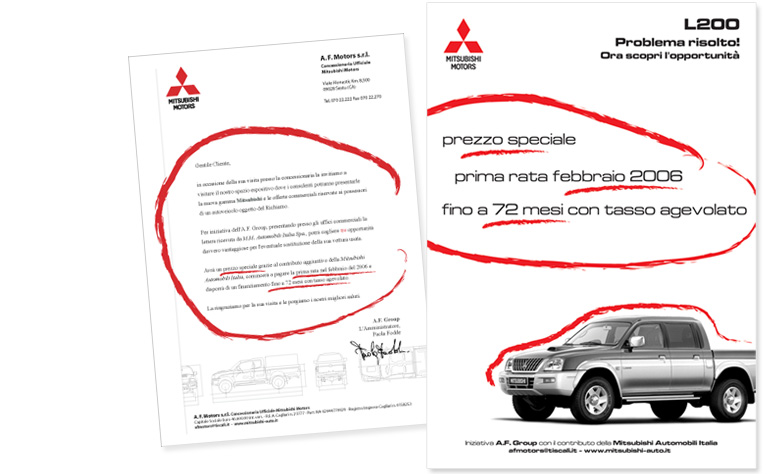 MITSUBISHI
MOTORS
A.F. Motors s.r.l.
Concessionario Ufficiale
Mitsubishi Motors
Viale Monastir, Km. 8,500
09028 Sestu (CA)
Tel. 070 22.222 Fax 070 22.270
Gentile Cliente,
in occasione della sua visita presso la concessionaria la invitiamo a
visitare il nostro spazio espositivo dove i consulenti potranno presentarle
la nuova gamma Mitsubishi e le offerte commerciali riservate ai possessori
di un autoveicolo oggetto del Richiamo.
Per iniziativa dell'A.F. Group, presentando presso gli uffici commerciali la
lettera ricevuta da M.M. Automobili Italia Spa, potrà cogliere tre opportunità
davvero vantaggiose per l'eventuale sostituzione della sua vettura usata.
Avrà un prezzo speciale grazie al contributo aggiuntivo della Mitsubishi
Automobili Italia, comincerà a pagare la prima rata nel febbraio del 2006 e
disporrà di un finanziamento fino a 72 mesi con tasso agevolato.
La ringraziamo per la sua visita e le porgiamo i nostri migliori saluti.
A.F. Group
L'Amministratore,
Paolo Fodde
A.F. Motors s.r.l. Concessionario Ufficiale Mitsubishi Motors
afmotors@tiscali.it - www.mitsubishi-auto.it
MITSUBISHI
MOTORS
L200
Problema risolto!
Ora scopri l'opportunità
prezzo speciale
prima rata febbraio 2006
fino a 72 mesi con tasso agevolato
Iniziativa A.F. Group con il contributo della Mitsubishi Automobili Italia
afmotors@tiscali.it - www.mitsubishi-auto.it